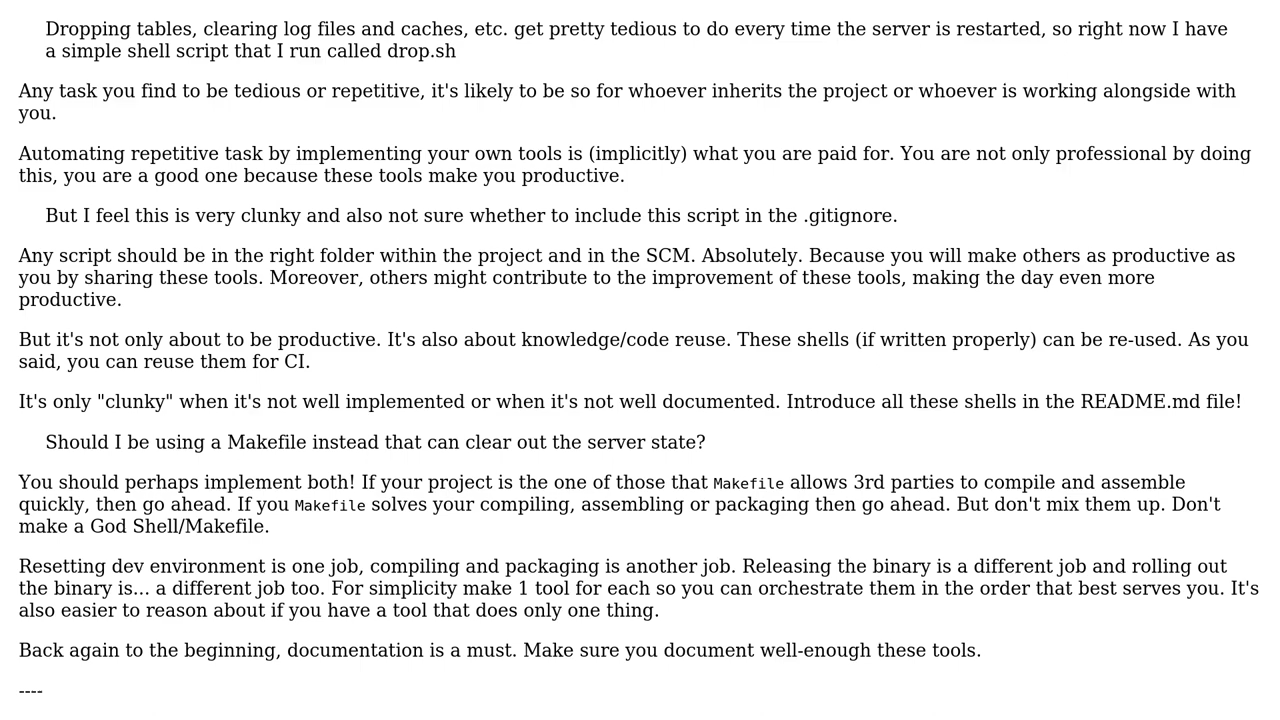 Dropping tables, clearing log files and caches, etc. get pretty tedious to do every time the server is restarted, so right now I have
a simple shell script that I run called drop.sh
Any task you find to be tedious or repetitive, it's likely to be so for whoever inherits the project or whoever is working alongside with
you.
Automating repetitive task by implementing your own tools is (implicitly) what you are paid for. You are not only professional by doing
this, you are a good one because these tools make you productive.
But I feel this is very clunky and also not sure whether to include this script in the .gitignore.
Any script should be in the right folder within the project and in the SCM. Absolutely. Because you will make others as productive as
you by sharing these tools. Moreover, others might contribute to the improvement of these tools, making the day even more
productive.
But it's not only about to be productive. It's also about knowledge/code reuse. These shells (if written properly) can be re-used. As you
said, you can reuse them for CI.
It's only "clunky" when it's not well implemented or when it's not well documented. Introduce all these shells in the README.md file!
Should I be using a Makefile instead that can clear out the server state?
You should perhaps implement both! If your project is the one of those that Makefile allows 3rd parties to compile and assemble
quickly, then go ahead. If you Makefile solves your compiling, assembling or packaging then go ahead. But don't mix them up. Don't
make a God Shell/Makefile.
Resetting dev environment is one job, compiling and packaging is another job. Releasing the binary is a different job and rolling out
the binary is... a different job too. For simplicity make 1 tool for each so you can orchestrate them in the order that best serves you. It's
also easier to reason about if you have a tool that does only one thing.
Back again to the beginning, documentation is a must. Make sure you document well-enough these tools.
----